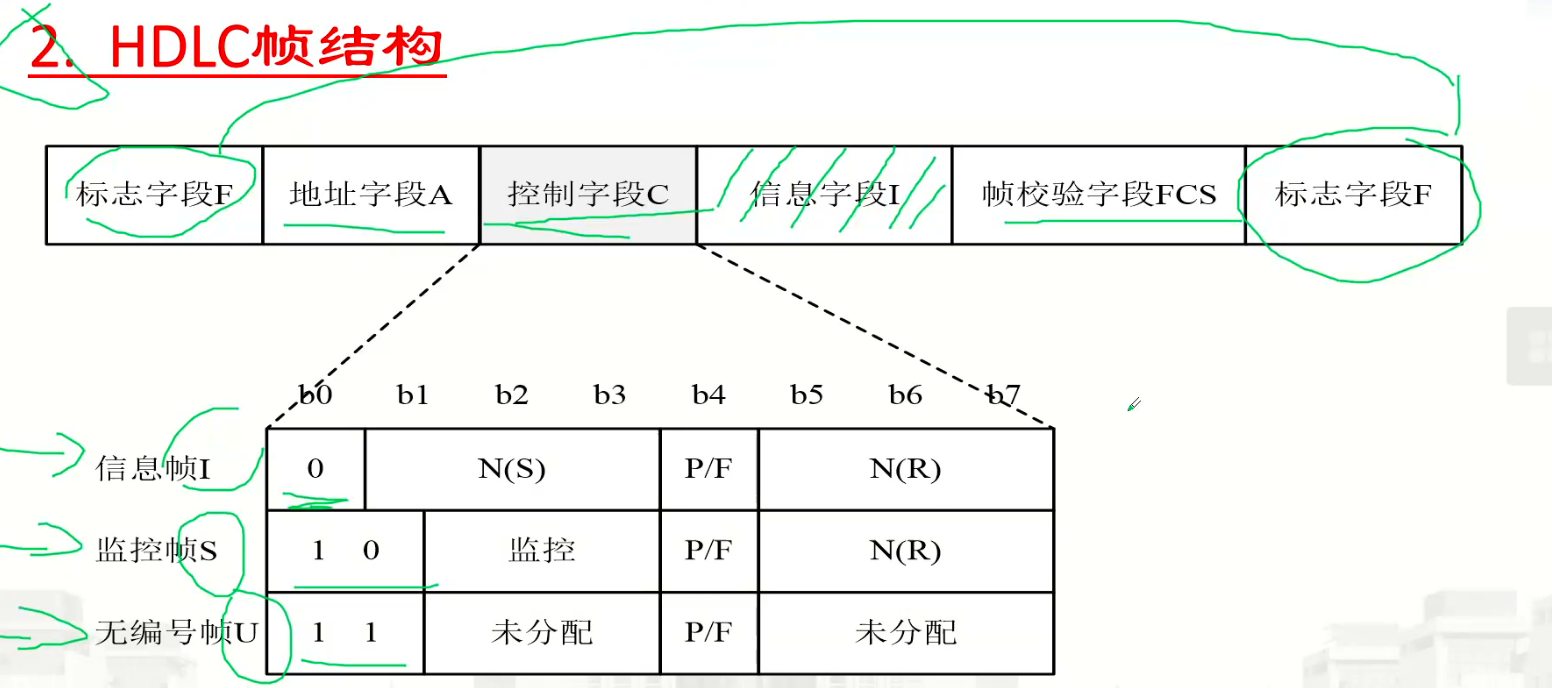 2. HDLC帧结构
标志字段F 地址字段A 控制字段C 信息字段I 帧校验字段FCS 标志字段F
b0 b1 b2 b3 b4 b5 b6 b7
信息帧I 0 N(S) P/F N(R)
监控帧S 1 0 监控 P/F N(R)
无编号帧U 1 1 未分配 P/F 未分配